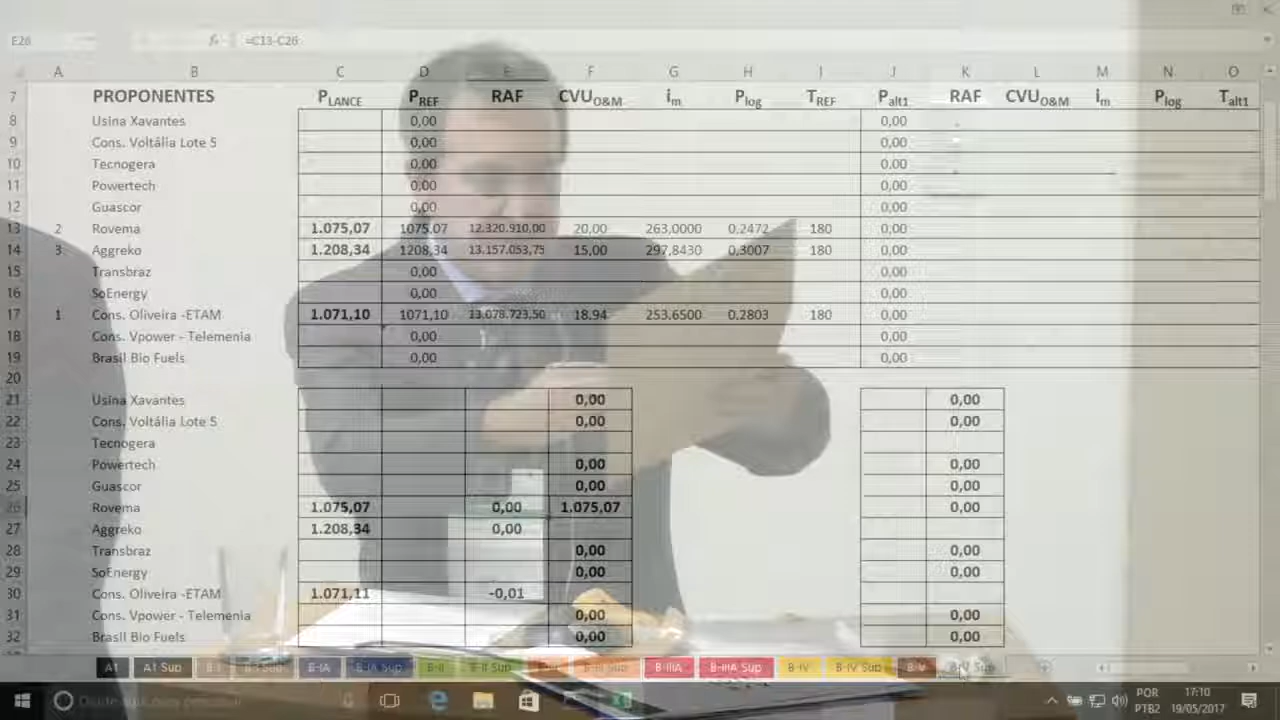 E26 fx =C13-C26
A B C D E F G H I J K L M N O
7 PROPONENTES PLANCE PREF RAF CVUO&M im Plog TREF Palt1 RAF CVUO&M im Plog Talt1
8 Usina Xavantes 0,00 0,00
9 Cons. Voltália Lote 5 0,00 0,00
10 Tecnogera 0,00 0,00
11 Powertech 0,00 0,00
12 Guascor 0,00 0,00
13 2 Rovema 1.075,07 1075,07 12.320.910,00 20,00 263,0000 0,2472 180 0,00
14 3 Aggreko 1.208,34 1208,34 13.157.053,75 15,00 297,8430 0,3007 180 0,00
15 Transbraz 0,00 0,00
16 SoEnergy 0,00 0,00
17 1 Cons. Oliveira -ETAM 1.071,10 1071,10 13.078.723,50 18,94 253,6500 0,2803 180 0,00
18 Cons. Vpower - Telemenia 0,00 0,00
19 Brasil Bio Fuels 0,00 0,00
20
21 Usina Xavantes 0,00 0,00
22 Cons. Voltália Lote 5 0,00 0,00
23 Tecnogera
24 Powertech 0,00 0,00
25 Guascor 0,00 0,00
26 Rovema 1.075,07 0,00 1.075,07 0,00
27 Aggreko 1.208,34 0,00
28 Transbraz 0,00 0,00
29 SoEnergy 0,00 0,00
30 Cons. Oliveira -ETAM 1.071,11 -0,01
31 Cons. Vpower - Telemenia 0,00 0,00
32 Brasil Bio Fuels 0,00 0,00
A1 A1 Sup B-I B-I Sup B-IA B-IA Sup B-II B-II Sup B-IIIA B-IIIA Sup B-IV B-IV Sup B-V B-V Sup
POR 17:10
PTB2 19/05/2017